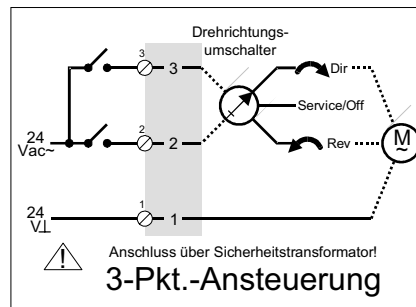 Drehrichtungs-
umschalter
3
3
Dir
Service/Off
24
Vac~
2
2
Rev
M
~
24
V⊥
1
1
!
Anschluss über Sicherheitstransformator!
3-Pkt.-Ansteuerung